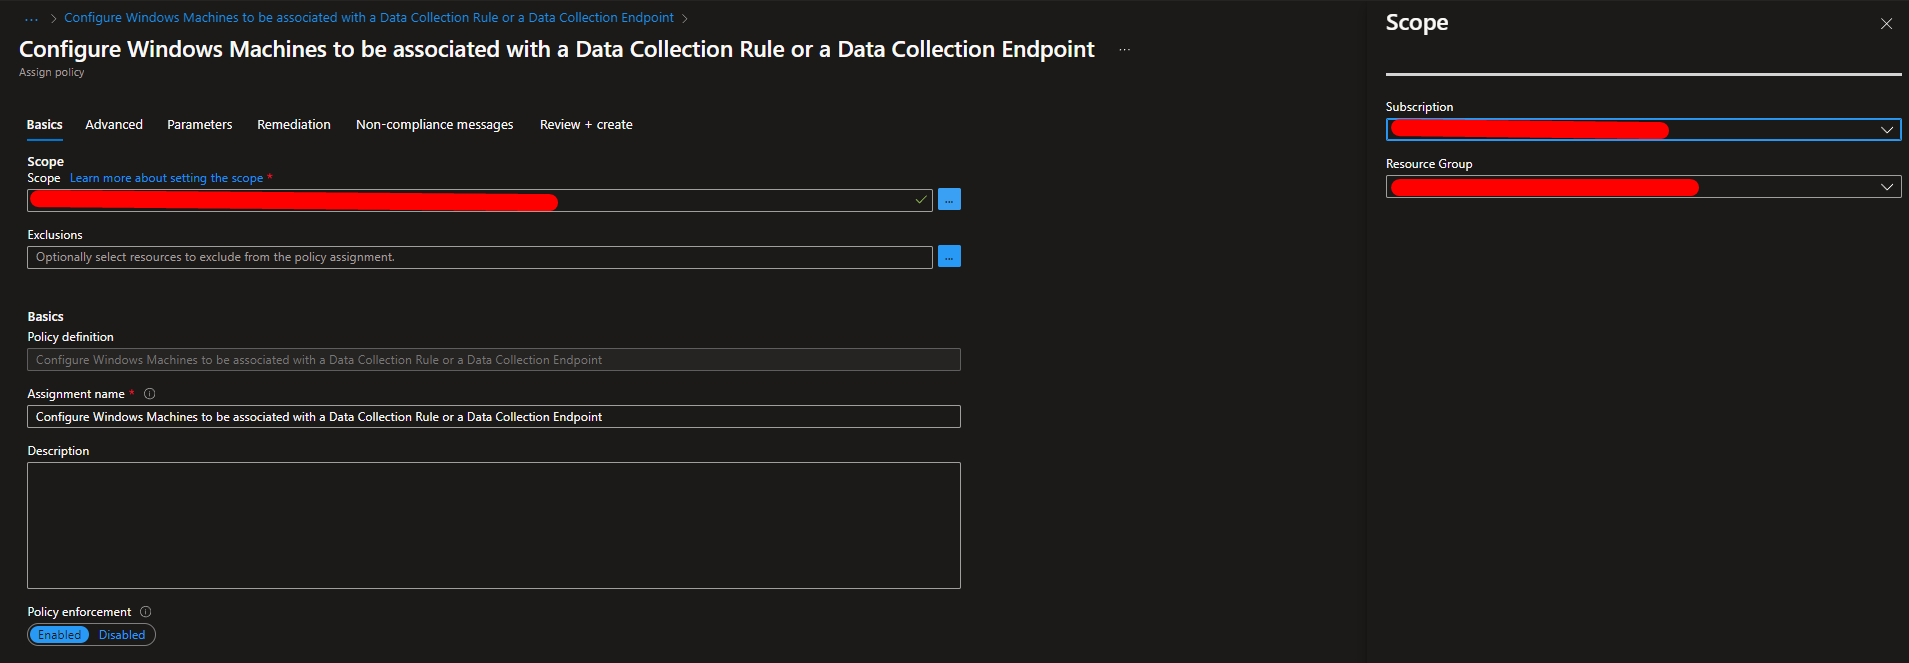 ... > Configure Windows Machines to be associated with a Data Collection Rule or a Data Collection Endpoint >
Configure Windows Machines to be associated with a Data Collection Rule or a Data Collection Endpoint ...
Assign policy
Basics Advanced Parameters Remediation Non-compliance messages Review + create
Scope
Scope Learn more about setting the scope *
...
Exclusions
Optionally select resources to exclude from the policy assignment.
...
Basics
Policy definition
Configure Windows Machines to be associated with a Data Collection Rule or a Data Collection Endpoint
Assignment name *
Configure Windows Machines to be associated with a Data Collection Rule or a Data Collection Endpoint
Description
Policy enforcement
Enabled Disabled
Scope
Subscription
Resource Group